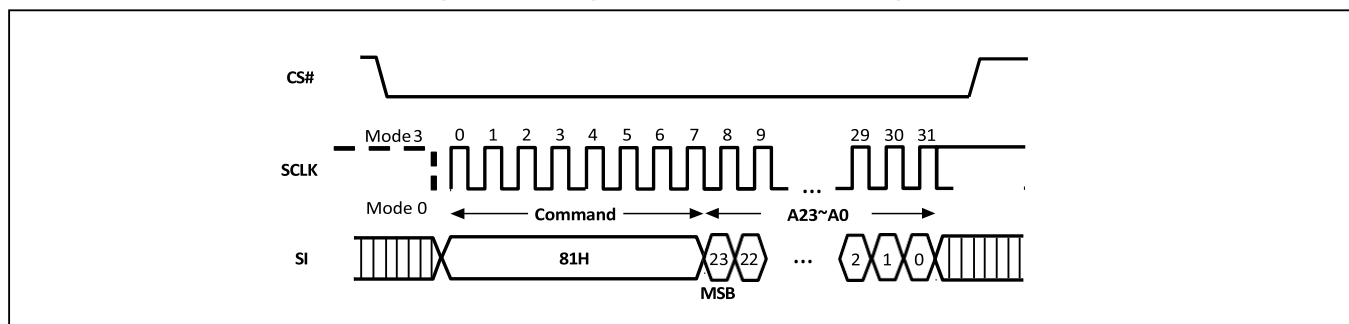 CS#
Mode 3 0 1 2 3 4 5 6 7 8 9 29 30 31
SCLK
...
Mode 0
Command A23~A0
SI 81H 23 22 ... 2 1 0
MSB